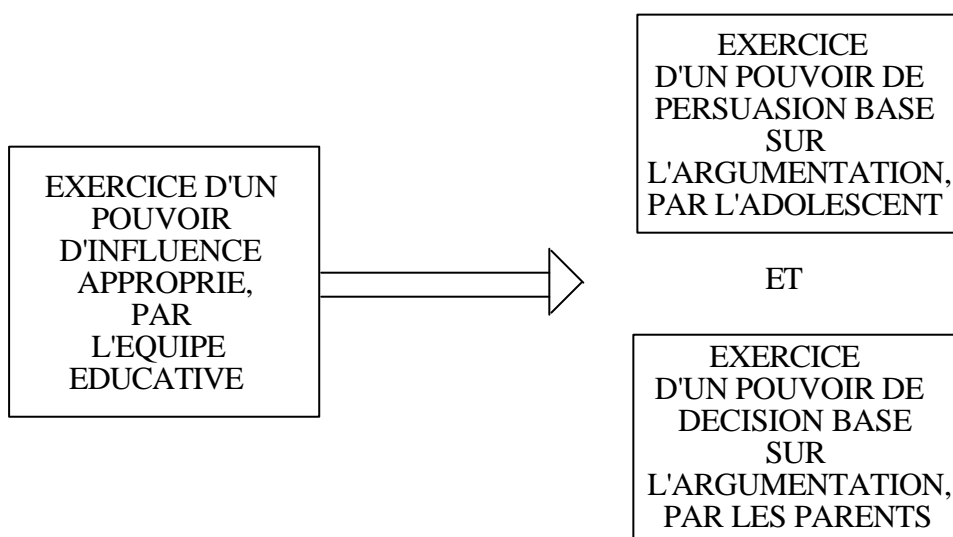 EXERCICE D'UN
POUVOIR
D'INFLUENCE
APPROPRIE,
PAR
L'EQUIPE
EDUCATIVE
EXERCICE
D'UN POUVOIR DE
PERSUASION BASE
SUR
L'ARGUMENTATION,
PAR L'ADOLESCENT
ET
EXERCICE
D'UN POUVOIR DE
DECISION BASE
SUR
L'ARGUMENTATION,
PAR LES PARENTS